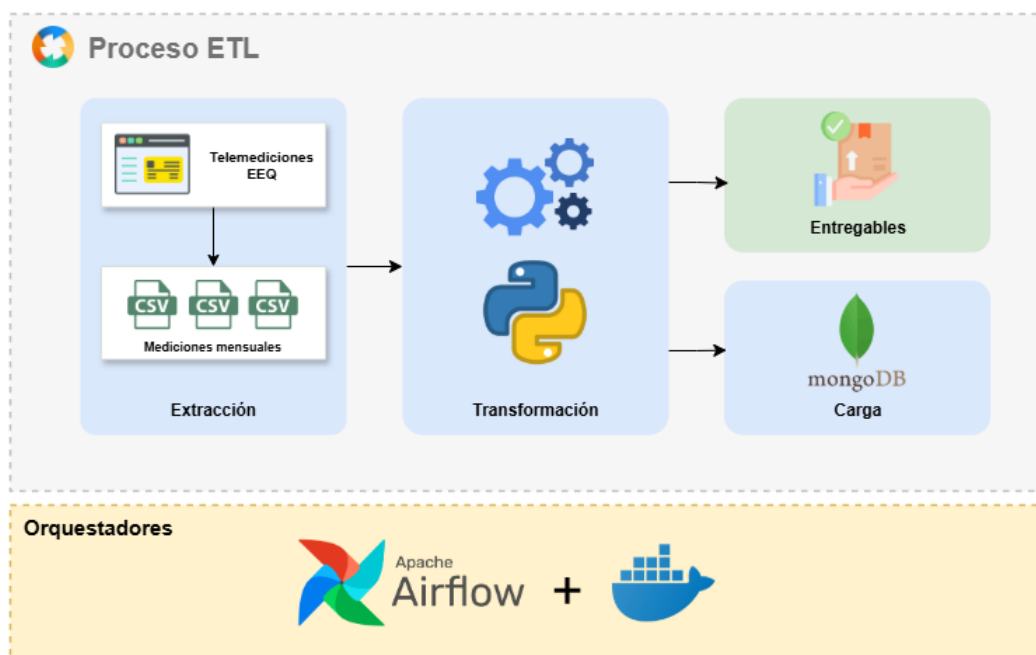 Proceso ETL
Telemediciones
EEQ
CSV
CSV
CSV
Mediciones mensuales
Extracción
Transformación
Entregables
mongoDB
Carga
Orquestadores
Apache
Airflow
+